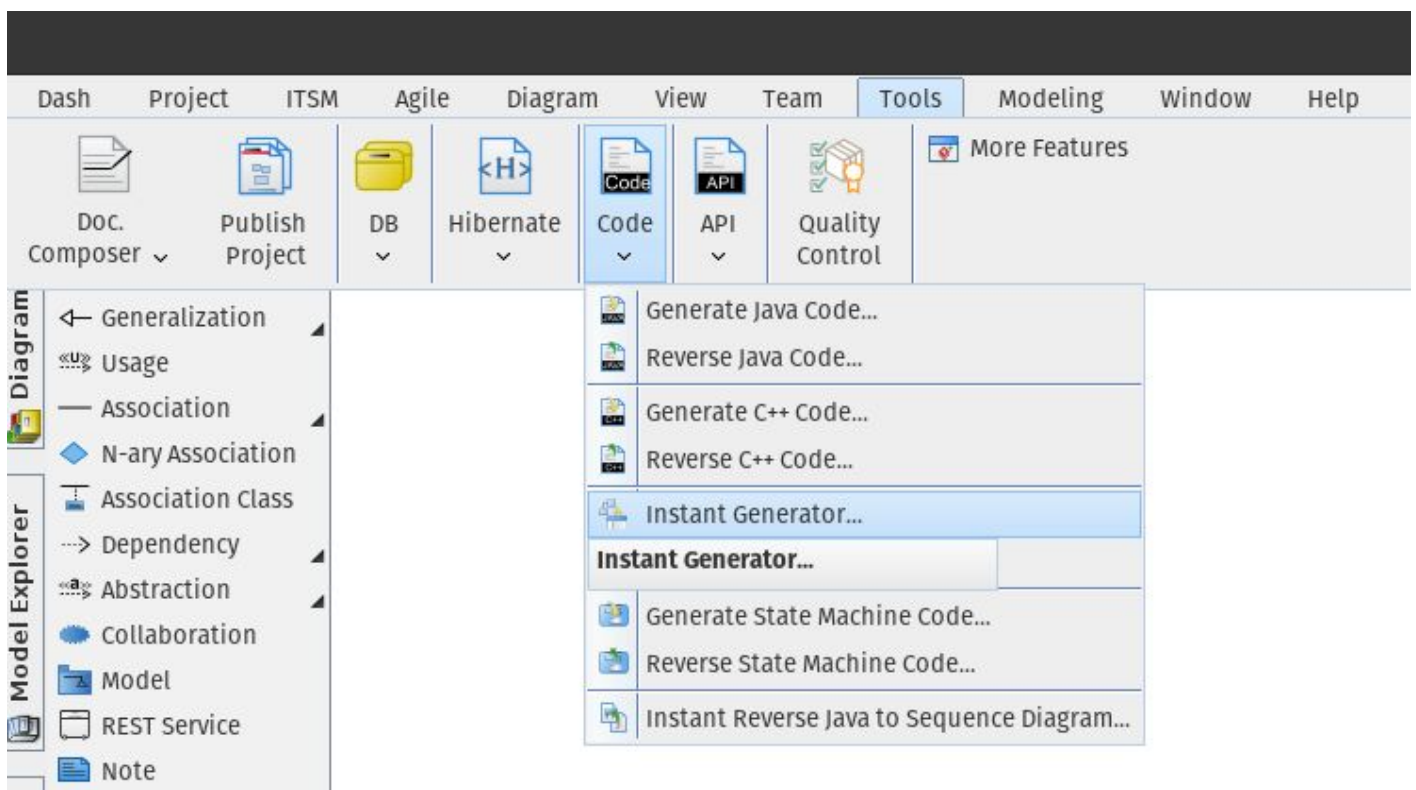 Dash Project ITSM Agile Diagram View Team Tools Modeling Window Help
Doc. Composer
Publish Project
DB
<H>
Hibernate
Code
Code
API
API
Quality Control
More Features
Diagram
Model Explorer
Generalization
«U» Usage
Association
N-ary Association
Association Class
Dependency
«a» Abstraction
Collaboration
Model
REST Service
Note
Generate Java Code...
Reverse Java Code...
Generate C++ Code...
Reverse C++ Code...
Instant Generator...
Instant Generator...
Generate State Machine Code...
Reverse State Machine Code...
Instant Reverse Java to Sequence Diagram...